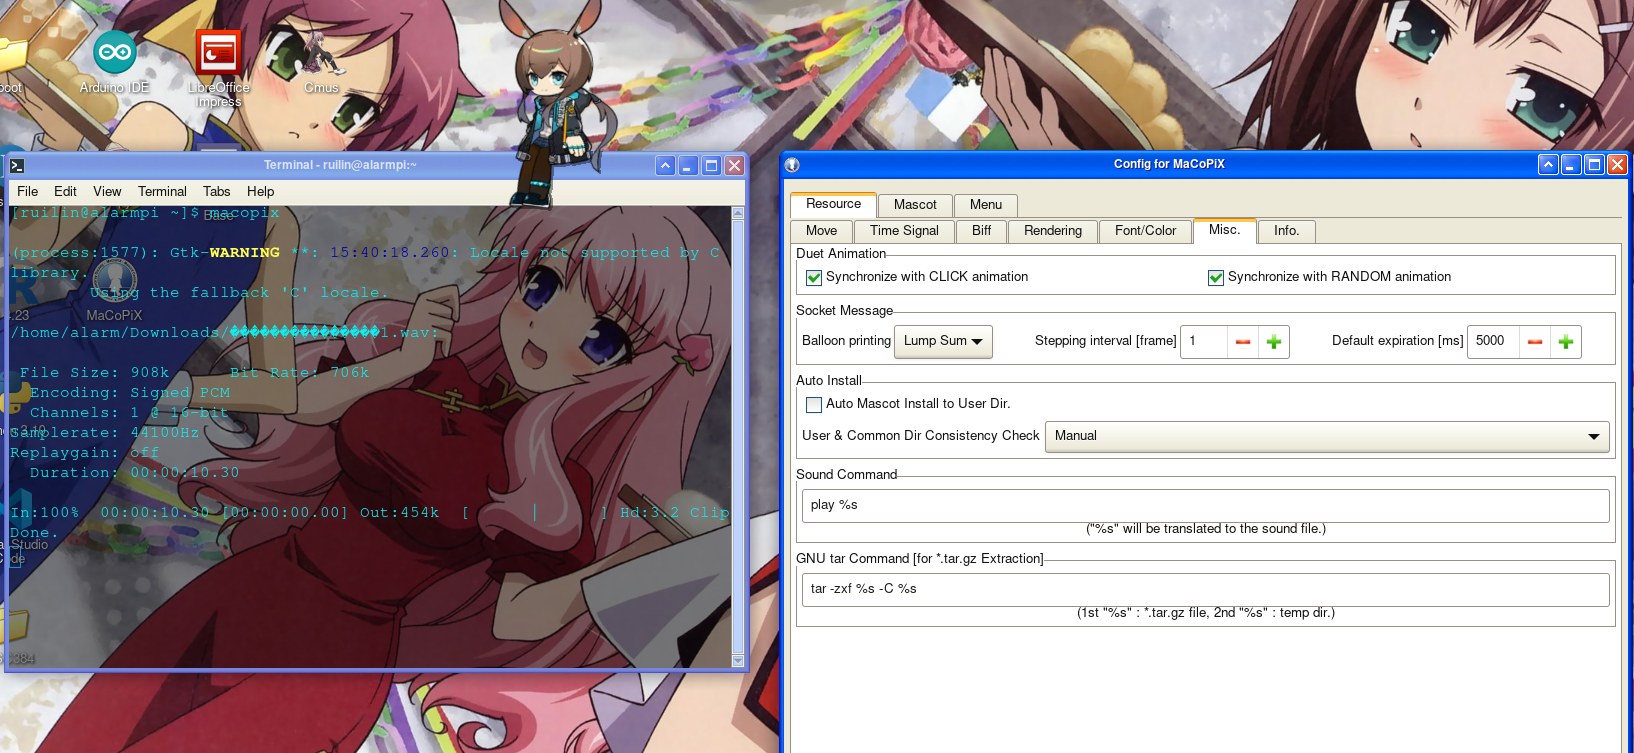 ocot
Arduino IDE
LibreOffice
Impress
Cmus
Terminal - ruilin@alarmpi:~
File Edit View Terminal Tabs Help
[ruilin@alarmpi ~]$ macopix
Base
(process:1577): Gtk-WARNING **: 15:40:18.260: Locale not supported by C
library.
Using the fallback 'C' locale.
MaCoPiX
.23
/home/alarm/Downloads/�����������������1.wav:
File Size: 908k Bit Rate: 706k
Encoding: Signed PCM
Channels: 1 @ 16-bit
Samplerate: 44100Hz
Replaygain: off
Duration: 00:00:10.30
In:100% 00:00:10.30 [00:00:00.00] Out:454k [ | ] Hd:3.2 Clip
Done.
Studio
Code
384
Config for MaCoPiX
Resource Mascot Menu
Move Time Signal Biff Rendering Font/Color Misc. Info.
Duet Animation
Synchronize with CLICK animation Synchronize with RANDOM animation
Socket Message
Balloon printing Lump Sum Stepping interval [frame] 1 Default expiration [ms] 5000
Auto Install
Auto Mascot Install to User Dir.
User & Common Dir Consistency Check Manual
Sound Command
play %s
("%s" will be translated to the sound file.)
GNU tar Command [for *.tar.gz Extraction]
tar -zxf %s -C %s
(1st "%s" : *.tar.gz file, 2nd "%s" : temp dir.)